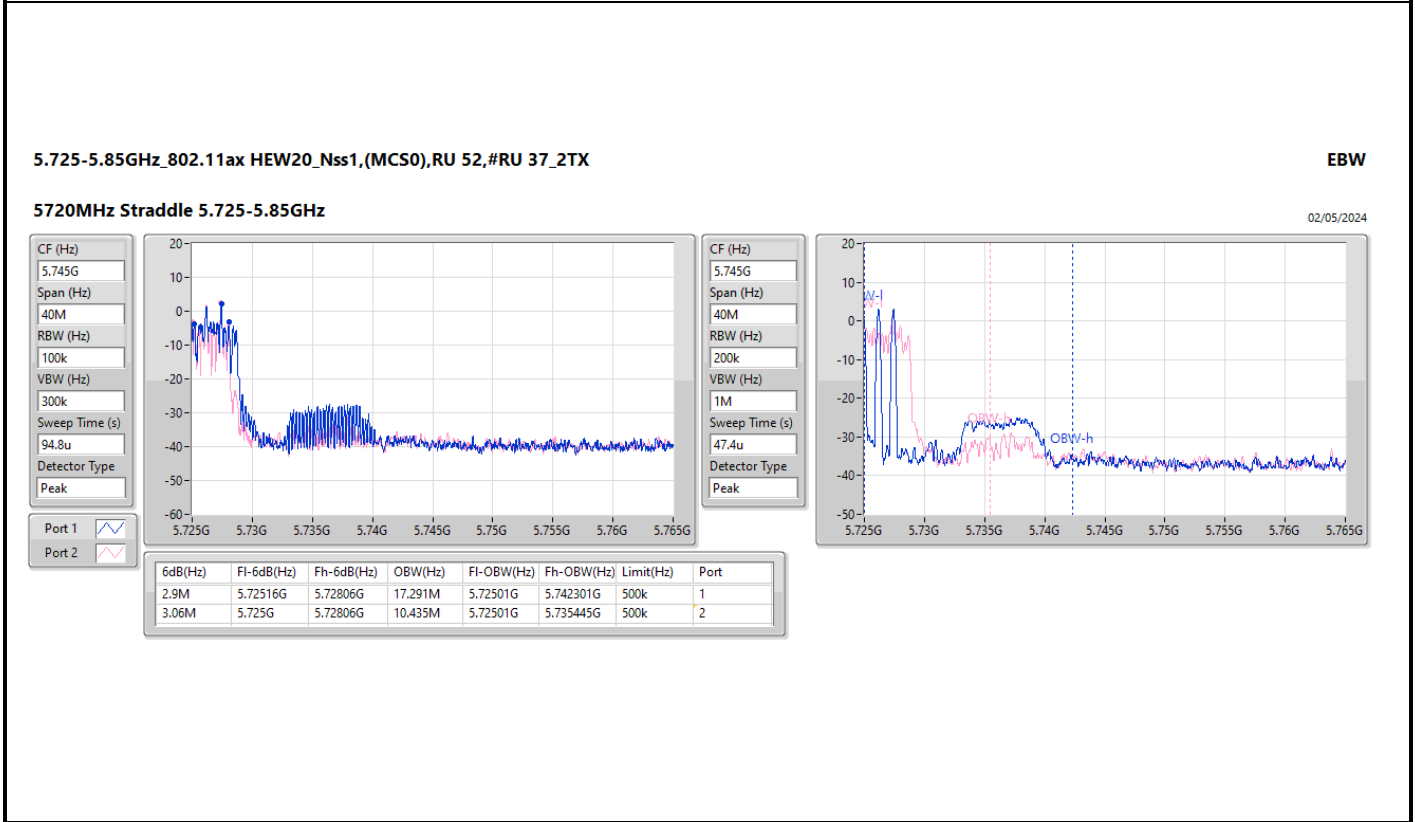 5.725-5.85GHz_802.11ax HEW20_Nss1,(MCS0),RU 52,#RU 37_2TX
EBW
5720MHz Straddle 5.725-5.85GHz
02/05/2024
CF (Hz)
5.745G
Span (Hz)
40M
RBW (Hz)
100k
VBW (Hz)
300k
Sweep Time (s)
94.8u
Detector Type
Peak
Port 1
Port 2
20
10
0
-10
-20
-30
-40
-50
-60
5.725G 5.73G 5.735G 5.74G 5.745G 5.75G 5.755G 5.76G 5.765G
CF (Hz)
5.745G
Span (Hz)
40M
RBW (Hz)
200k
VBW (Hz)
1M
Sweep Time (s)
47.4u
Detector Type
Peak
20
10
0
-10
-20
-30
-40
-50
W-l
OBW-h
OBW-h
5.725G 5.73G 5.735G 5.74G 5.745G 5.75G 5.755G 5.76G 5.765G
6dB(Hz) Fl-6dB(Hz) Fh-6dB(Hz) OBW(Hz) Fl-OBW(Hz) Fh-OBW(Hz) Limit(Hz) Port
2.9M 5.72516G 5.72806G 17.291M 5.72501G 5.742301G 500k 1
3.06M 5.725G 5.72806G 10.435M 5.72501G 5.735445G 500k 2